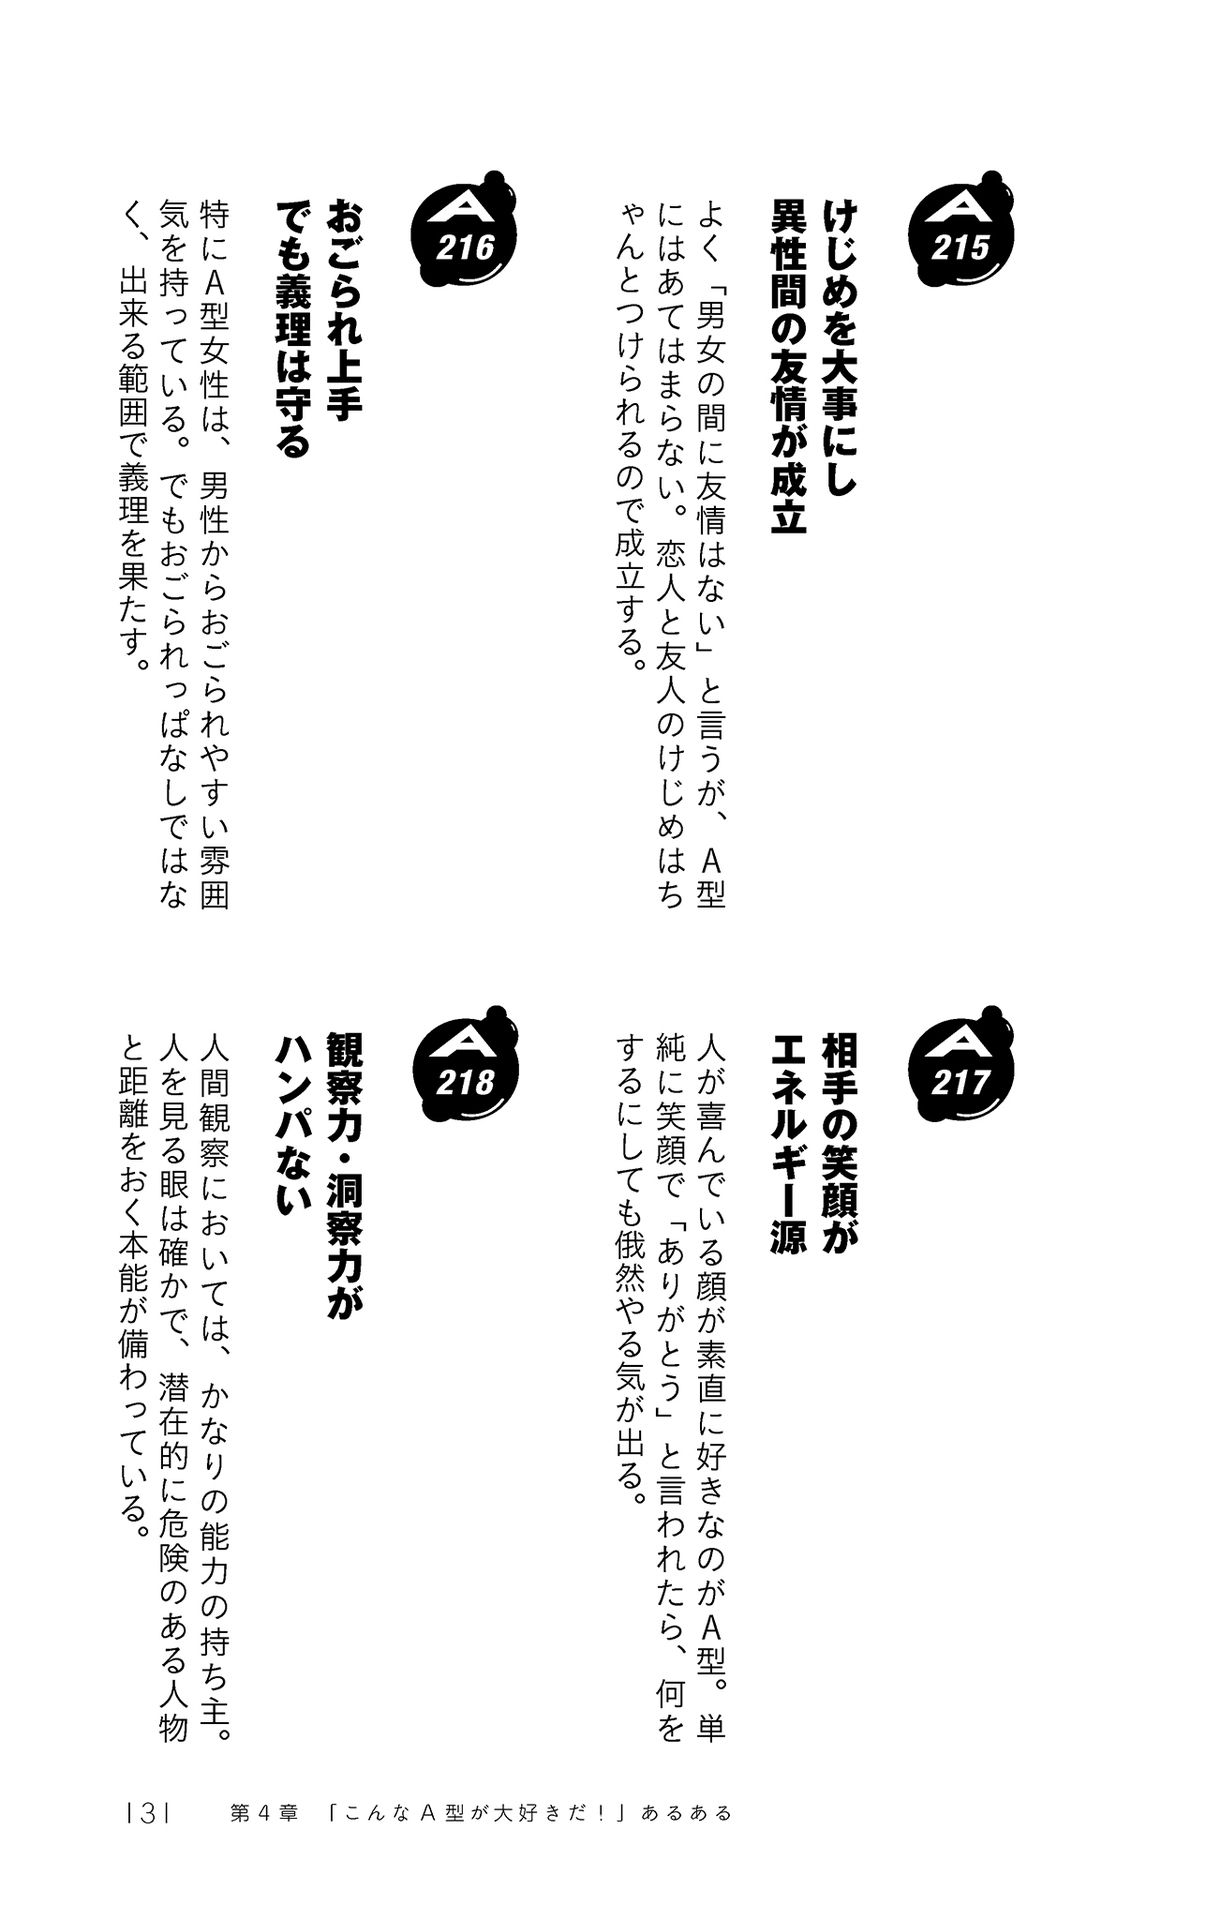 A
215
けじめを大事にし
異性間の友情が成立
よく「男女の間に友情はない」と言うが、A型
にはあてはまらない。恋人と友人のけじめはち
ゃんとつけられるので成立する。
A
216
おごられ上手
でも義理は守る
特にA型女性は、男性からおごられやすい雰囲
気を持っている。でもおごられっぱなしではな
く、出来る範囲で義理を果たす。
A
217
相手の笑顔が
エネルギー源
人が喜んでいる顔が素直に好きなのがA型。単
純に笑顔で「ありがとう」と言われたら、何を
するにしても俄然やる気が出る。
A
218
観察力・洞察力が
ハンパない
人間観察においては、かなりの能力の持ち主。
人を見る眼は確かで、潜在的に危険のある人物
と距離をおく本能が備わっている。
131 第4章 「こんなA型が大好きだ！」あるある